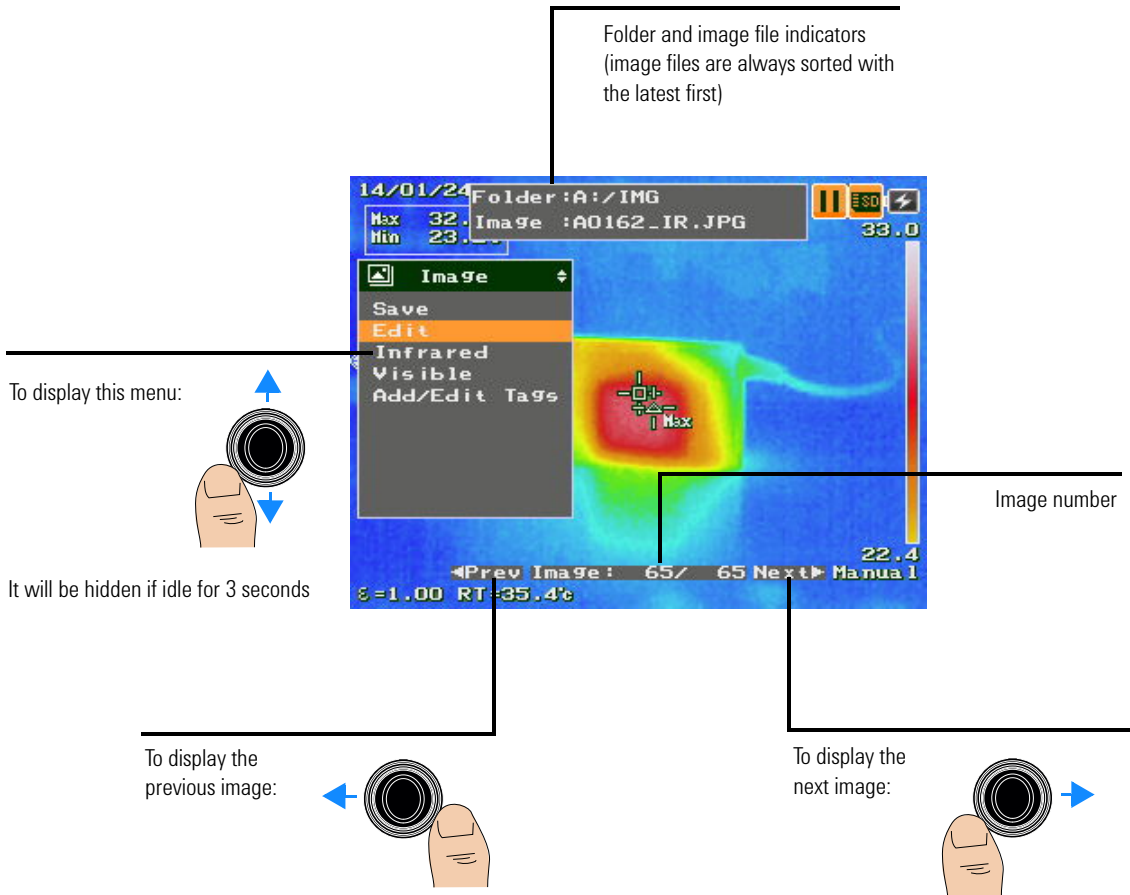 Folder and image file indicators
(image files are always sorted with
the latest first)
14/01/24
Folder:A:/IMG
Image :A0162_IR.JPG
SD
Max 32.
Min 23.
33.0
Image
Save
Edit
Infrared
Visible
Add/Edit Tags
Max
To display this menu:
It will be hidden if idle for 3 seconds
Image number
22.4
Prev Image: 65/ 65 Next Manual
ε=1.00 RT=35.4℃
To display the
previous image:
To display the
next image: